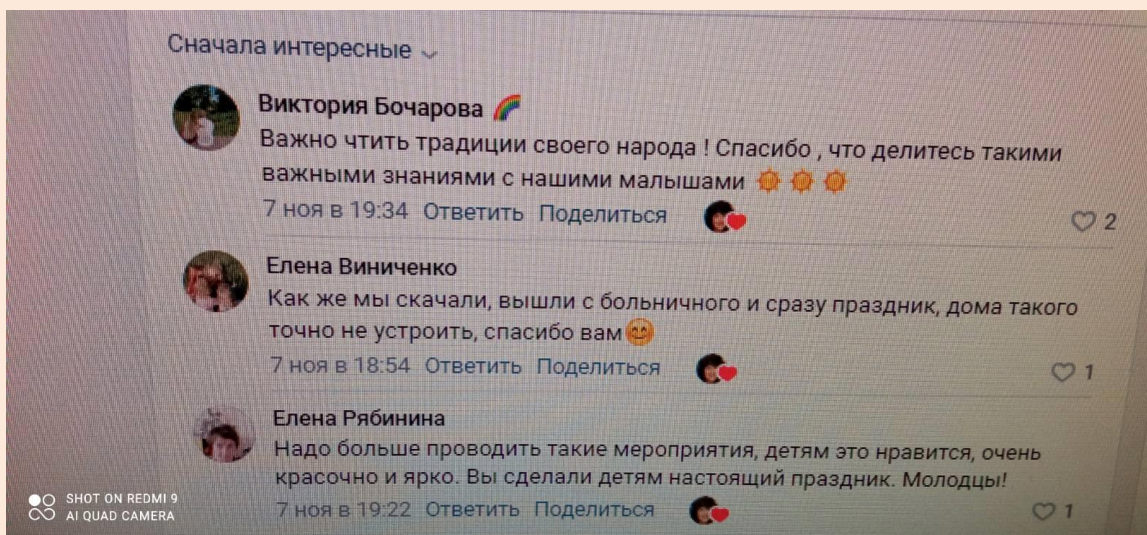 Сначала интересные
Виктория Бочарова 🌈
Важно чтить традиции своего народа ! Спасибо , что делитесь такими
важными знаниями с нашими малышами 🌞 🌞 🌞
7 ноя в 19:34 Ответить Поделиться 2
Елена Виниченко
Как же мы скачали, вышли с больничного и сразу праздник, дома такого
точно не устроить, спасибо вам😊
7 ноя в 18:54 Ответить Поделиться 1
Елена Рябинина
Надо больше проводить такие мероприятия, детям это нравится, очень
красочно и ярко. Вы сделали детям настоящий праздник. Молодцы!
7 ноя в 19:22 Ответить Поделиться 1
SHOT ON REDMI 9
AI QUAD CAMERA